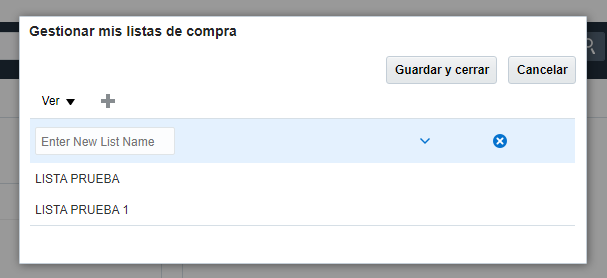 Gestionar mis listas de compra
Guardar y cerrar
Cancelar
Ver
Enter New List Name
LISTA PRUEBA
LISTA PRUEBA 1